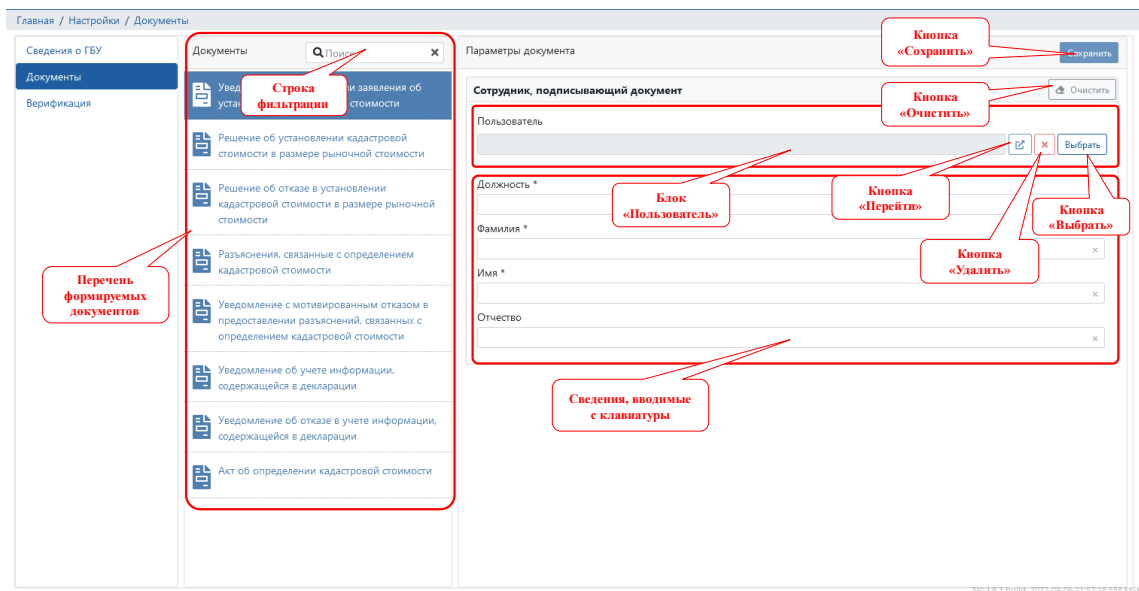 Главная / Настройки / Документы
Сведения о ГБУ
Документы
Верификация
Документы
Поиск
Строка
фильтрации
Увед
и заявления об
устан
стоимости
Решение об установлении кадастровой
стоимости в размере рыночной стоимости
Решение об отказе в установлении
кадастровой стоимости в размере рыночной
стоимости
Разъяснения, связанные с определением
кадастровой стоимости
Уведомление с мотивированным отказом в
предоставлении разъяснений, связанных с
определением кадастровой стоимости
Уведомление об учете информации,
содержащейся в декларации
Уведомление об отказе в учете информации,
содержащейся в декларации
Акт об определении кадастровой стоимости
Перечень
формируемых
документов
Параметры документа
Кнопка
«Сохранить»
Сохранить
Сотрудник, подписывающий документ
Кнопка
«Очистить»
Очистить
Пользователь
Выбрать
Блок
«Пользователь»
Кнопка
«Перейти»
Кнопка
«Выбрать»
Кнопка
«Удалить»
Должность *
Фамилия *
Имя *
Отчество
Сведения, вводимые
с клавиатуры